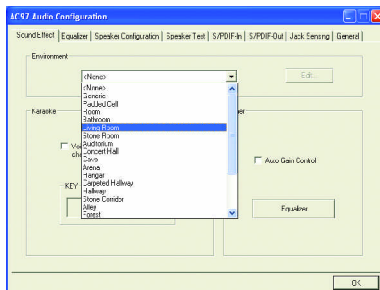 AC97 Audio Configuration
Sound Effect | Equalizer | Speaker Configuration | Speaker Test | S/PDIF-In | S/PDIF-Out | Jack Sensing | General
Environment
<None>
Edit...
<None>
Generic
Padded Cell
Room
Bathroom
Living Room
Stone Room
Auditorium
Concert Hall
Cave
Arena
Hangar
Carpeted Hallway
Hallway
Stone Corridor
Alley
Forest
Karaoke
KEY
Auto Gain Control
Equalizer
OK